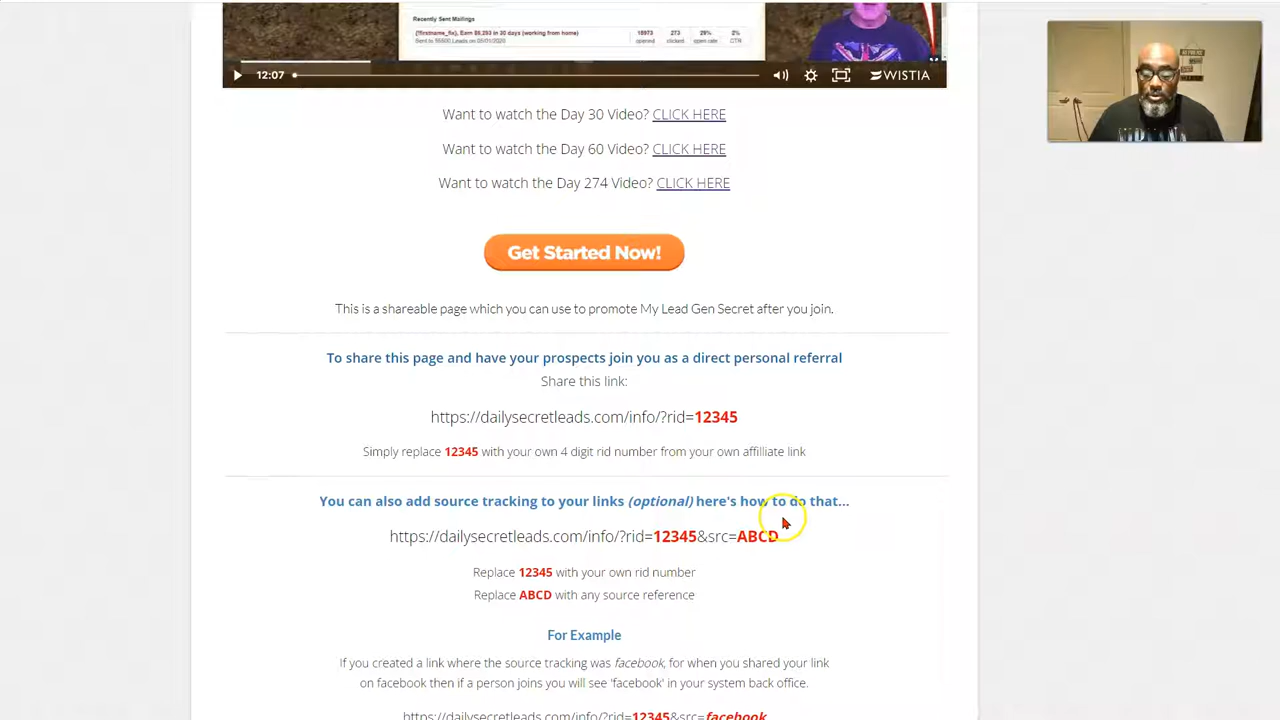 Recently Sent Mailings
12:07
WISTIA
Want to watch the Day 30 Video? CLICK HERE
Want to watch the Day 60 Video? CLICK HERE
Want to watch the Day 274 Video? CLICK HERE
Get Started Now!
This is a shareable page which you can use to promote My Lead Gen Secret after you join.
To share this page and have your prospects join you as a direct personal referral
Share this link:
https://dailysecretleads.com/info/?rid=12345
Simply replace 12345 with your own 4 digit rid number from your own affilliate link
You can also add source tracking to your links (optional) here's how to do that...
https://dailysecretleads.com/info/?rid=12345&src=ABCD
Replace 12345 with your own rid number
Replace ABCD with any source reference
For Example
If you created a link where the source tracking was facebook, for when you shared your link
on facebook then if a person joins you will see 'facebook' in your system back office.
https://dailysecretleads.com/info/?rid=12345&src=facebook